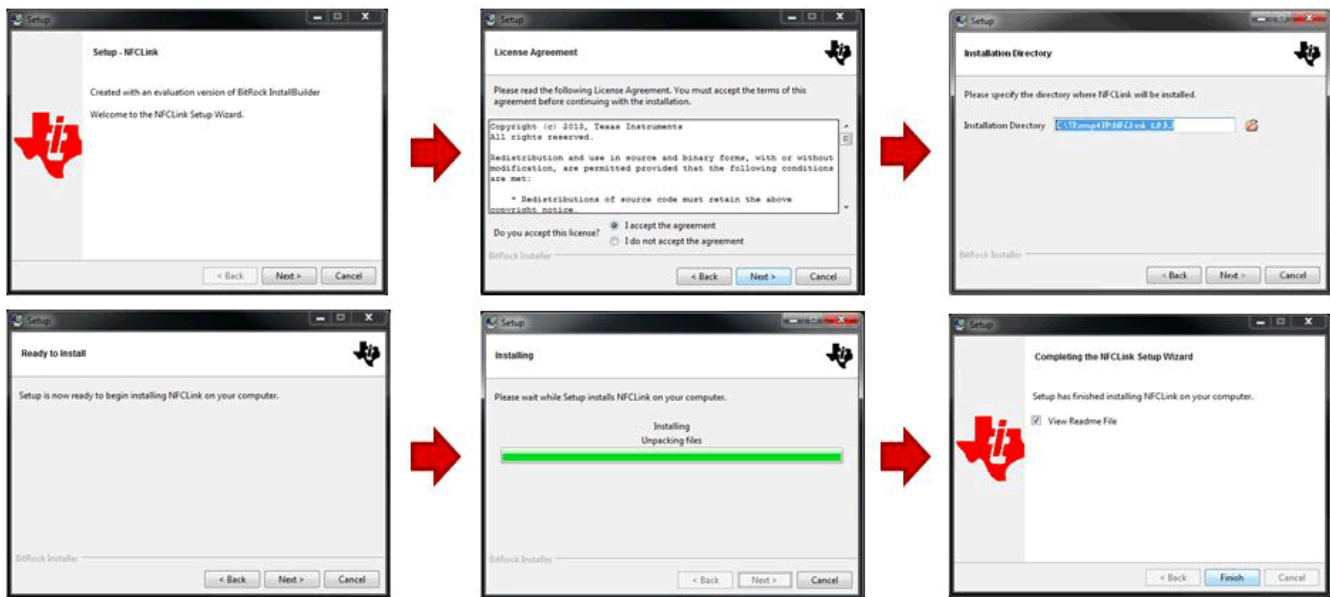 Setup
Setup - NFCLink
Created with an evaluation version of BitRock InstallBuilder
Welcome to the NFCLink Setup Wizard.
< Back
Next >
Cancel
Setup
License Agreement
Please read the following License Agreement. You must accept the terms of this
agreement before continuing with the installation.
Copyright (c) 2013, Texas Instruments
All rights reserved.
Redistribution and use in source and binary forms, with or without
modification, are permitted provided that the following conditions
are met:
* Redistributions of source code must retain the above
copyright notice.
Do you accept this license?
I accept the agreement
I do not accept the agreement
BitRock Installer
< Back
Next >
Cancel
Setup
Installation Directory
Please specify the directory where NFCLink will be installed.
Installation Directory
BitRock Installer
< Back
Next >
Cancel
Setup
Ready to Install
Setup is now ready to begin installing NFCLink on your computer.
BitRock Installer
< Back
Next >
Cancel
Setup
Installing
Please wait while Setup installs NFCLink on your computer.
Installing
Unpacking files
BitRock Installer
< Back
Next >
Cancel
Setup
Completing the NFCLink Setup Wizard
Setup has finished installing NFCLink on your computer.
View Readme File
< Back
Finish
Cancel